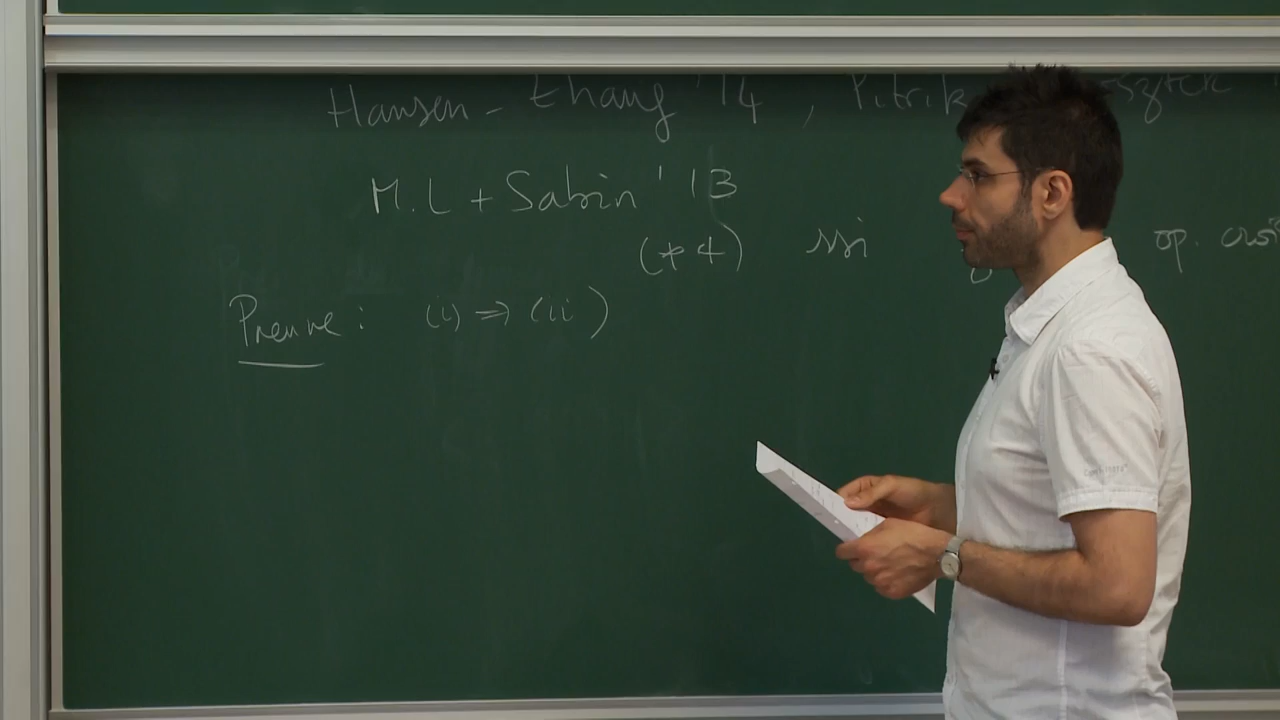 Hansen - Zhang '14, Pitrik
M.L + Sabin '13
(*4) ssi op.
Preuve : (i) ⇒ (ii)